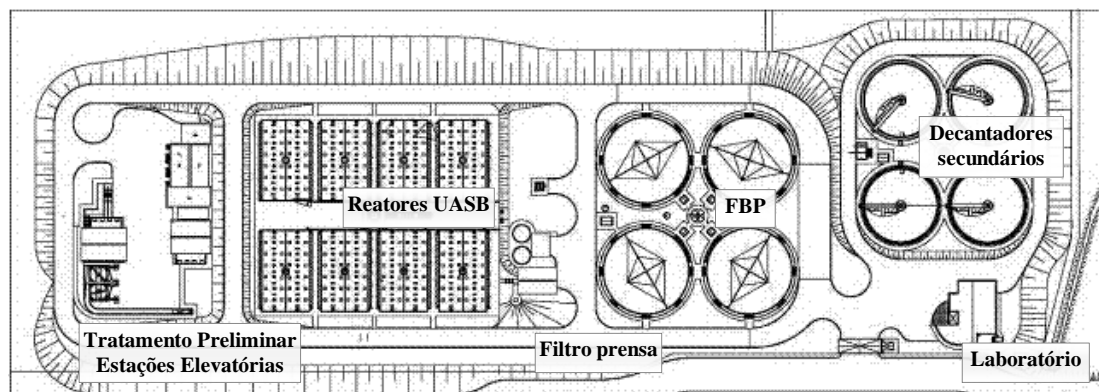 Decantadores
secundários
Reatores UASB
FBP
Tratamento Preliminar
Estações Elevatórias
Filtro prensa
Laboratório